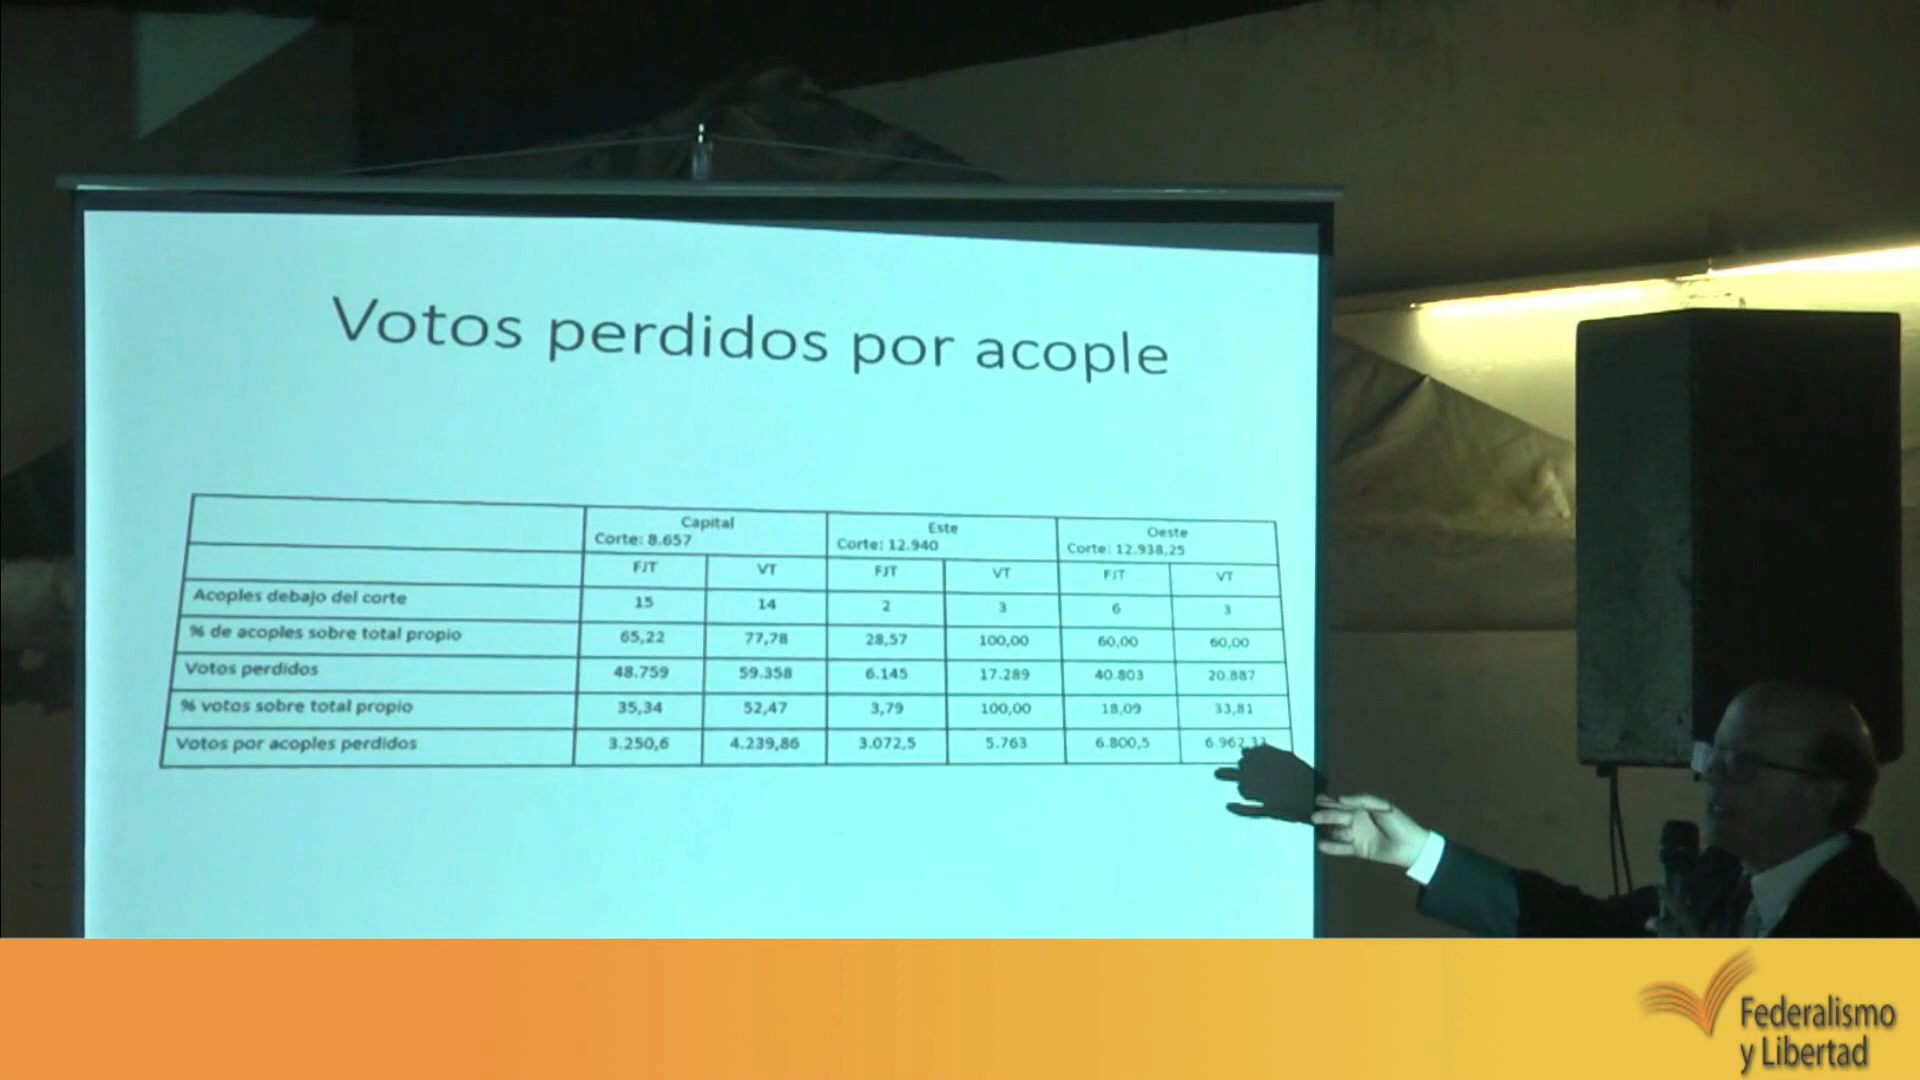 Votos perdidos por acople
Capital Este Oeste
Corte: 8.657 Corte: 12.940 Corte: 12.938,25
FJT VT FJT VT FJT VT
Acoples debajo del corte 15 14 2 3 6 3
% de acoples sobre total propio 65,22 77,78 28,57 100,00 60,00 60,00
Votos perdidos 48.759 59.358 6.145 17.289 40.803 20.887
% votos sobre total propio 35,34 52,47 3,79 100,00 18,09 33,81
Votos por acoples perdidos 3.250,6 4.239,86 3.072,5 5.763 6.800,5 6.962,33
Federalismo
y Libertad